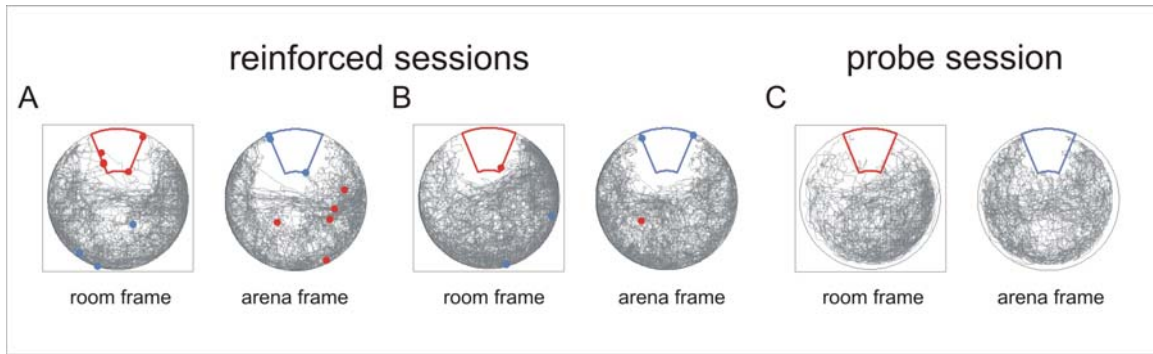 reinforced sessions
probe session
A
B
C
room frame
arena frame
room frame
arena frame
room frame
arena frame